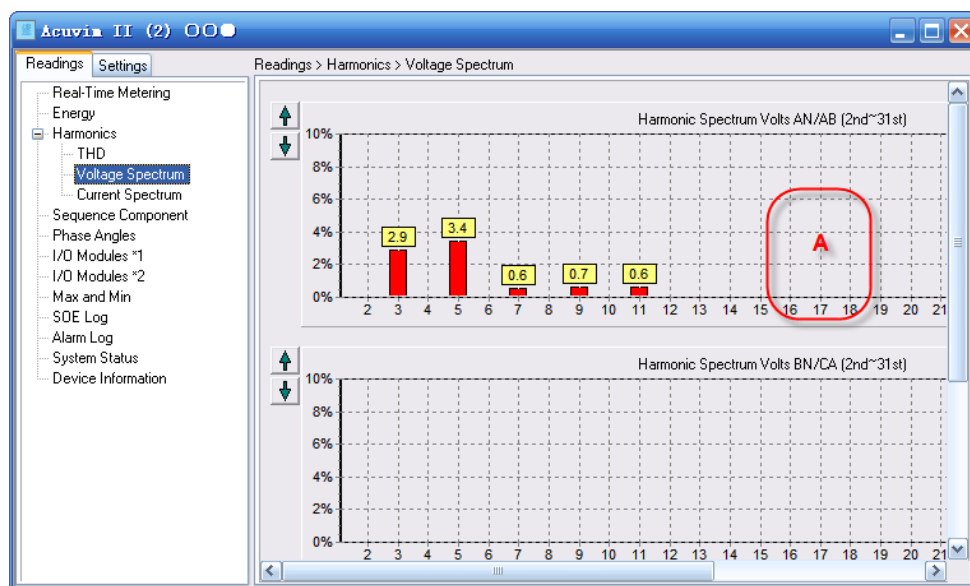 Acuvim II (2)
Readings
Settings
Readings > Harmonics > Voltage Spectrum
Real-Time Metering
Energy
Harmonics
THD
Voltage Spectrum
Current Spectrum
Sequence Component
Phase Angles
I/O Modules *1
I/O Modules *2
Max and Min
SOE Log
Alarm Log
System Status
Device Information
Harmonic Spectrum Volts AN/AB (2nd~31st)
10%
8%
6%
4%
2%
0%
2.9
3.4
0.6
0.7
0.6
A
2 3 4 5 6 7 8 9 10 11 12 13 14 15 16 17 18 19 20 21
Harmonic Spectrum Volts BN/CA (2nd~31st)
10%
8%
6%
4%
2%
0%
2 3 4 5 6 7 8 9 10 11 12 13 14 15 16 17 18 19 20 21